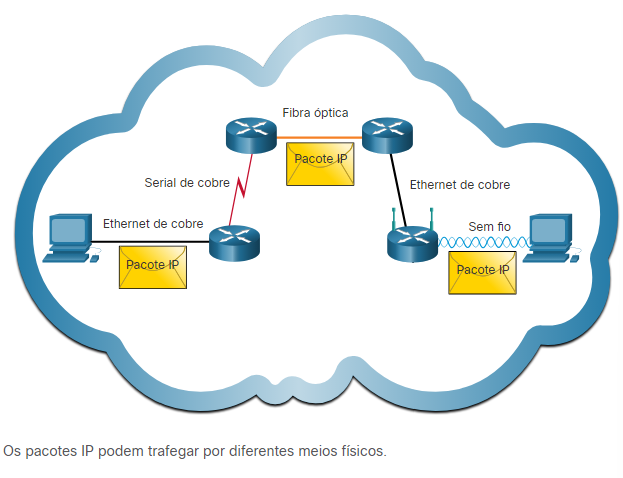 Fibra óptica
Pacote IP
Serial de cobre
Ethernet de cobre
Ethernet de cobre
Sem fio
Pacote IP
Pacote IP
Os pacotes IP podem trafegar por diferentes meios físicos.